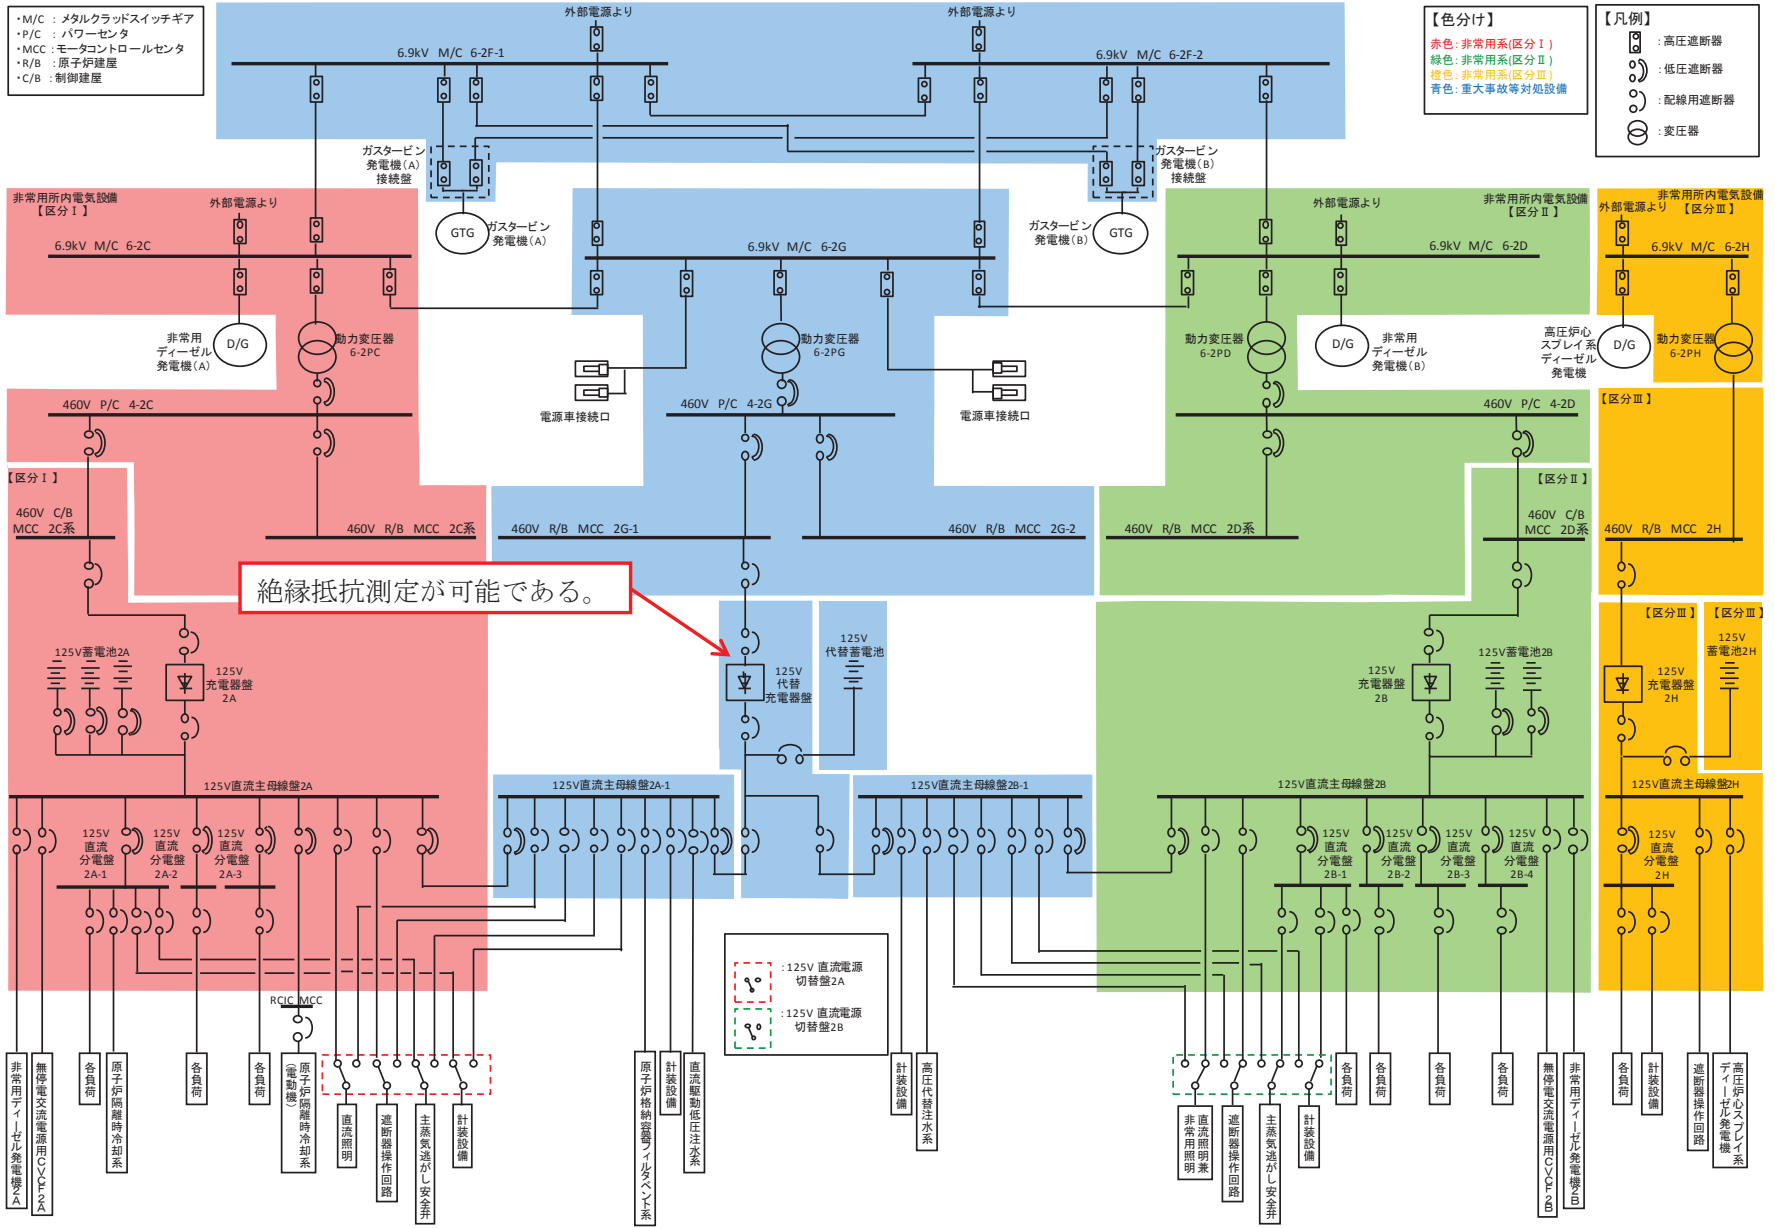 ・M/C ： メタルクラッドスイッチギア
・P/C ： パワーセンタ
・MCC ： モータコントロールセンタ
・R/B ： 原子炉建屋
・C/B ： 制御建屋
外部電源より
外部電源より
【色分け】
赤色：非常用系(区分Ⅰ)
緑色：非常用系(区分Ⅱ)
橙色：非常用系(区分Ⅲ)
青色：重大事故等対処設備
【凡例】
：高圧遮断器
：低圧遮断器
：配線用遮断器
：変圧器
6.9kV M/C 6-2F-1
6.9kV M/C 6-2F-2
ガスタービン
発電機(A)
接続盤
ガスタービン
発電機(B)
接続盤
GTG
ガスタービン
発電機(A)
ガスタービン
発電機(B)
GTG
非常用所内電気設備
【区分Ⅰ】
外部電源より
6.9kV M/C 6-2C
6.9kV M/C 6-2G
外部電源より
非常用所内電気設備
【区分Ⅱ】
6.9kV M/C 6-2D
非常用所内電気設備
外部電源より
【区分Ⅲ】
6.9kV M/C 6-2H
非常用
ディーゼル
発電機(A)
D/G
動力変圧器
6-2PC
動力変圧器
6-2PG
動力変圧器
6-2PD
D/G
非常用
ディーゼル
発電機(B)
高圧炉心
スプレイ系
ディーゼル
発電機
D/G
動力変圧器
6-2PH
電源車接続口
電源車接続口
460V P/C 4-2C
460V P/C 4-2G
460V P/C 4-2D
【区分Ⅲ】
【区分Ⅰ】
【区分Ⅱ】
460V C/B
MCC 2C系
460V R/B MCC 2C系
460V R/B MCC 2G-1
460V R/B MCC 2G-2
460V R/B MCC 2D系
460V C/B
MCC 2D系
460V R/B MCC 2H
絶縁抵抗測定が可能である。
125V蓄電池2A
125V
充電器盤
2A
125V
代替
充電器盤
125V
代替蓄電池
125V
充電器盤
2B
125V蓄電池2B
【区分Ⅲ】
【区分Ⅲ】
125V
充電器盤
2H
125V
蓄電池2H
125V直流主母線盤2A
125V直流主母線盤2A-1
125V直流主母線盤2B-1
125V直流主母線盤2B
125V直流主母線盤2H
125V
直流
分電盤
2A-1
125V
直流
分電盤
2A-2
125V
直流
分電盤
2A-3
125V
直流
分電盤
2B-1
125V
直流
分電盤
2B-2
125V
直流
分電盤
2B-3
125V
直流
分電盤
2B-4
125V
直流
分電盤
2H
：125V 直流電源
切替盤2A
：125V 直流電源
切替盤2B
RCIC MCC
非常用ディーゼル発電機2A
無停電交流電源用CVCF2A
各負荷
原子炉隔離時冷却系
各負荷
各負荷
原子炉隔離時冷却系
(電動機)
直流照明
遮断器操作回路
主蒸気逃がし安全弁
計装設備
原子炉格納容器フィルタベント系
計装設備
直流駆動低圧注水系
計装設備
高圧代替注水系
直流照明兼
非常用照明
遮断器操作回路
主蒸気逃がし安全弁
計装設備
各負荷
各負荷
各負荷
各負荷
無停電交流電源用CVCF2B
非常用ディーゼル発電機2B
各負荷
計装設備
遮断器操作回路
高圧炉心スプレイ系
ディーゼル発電機